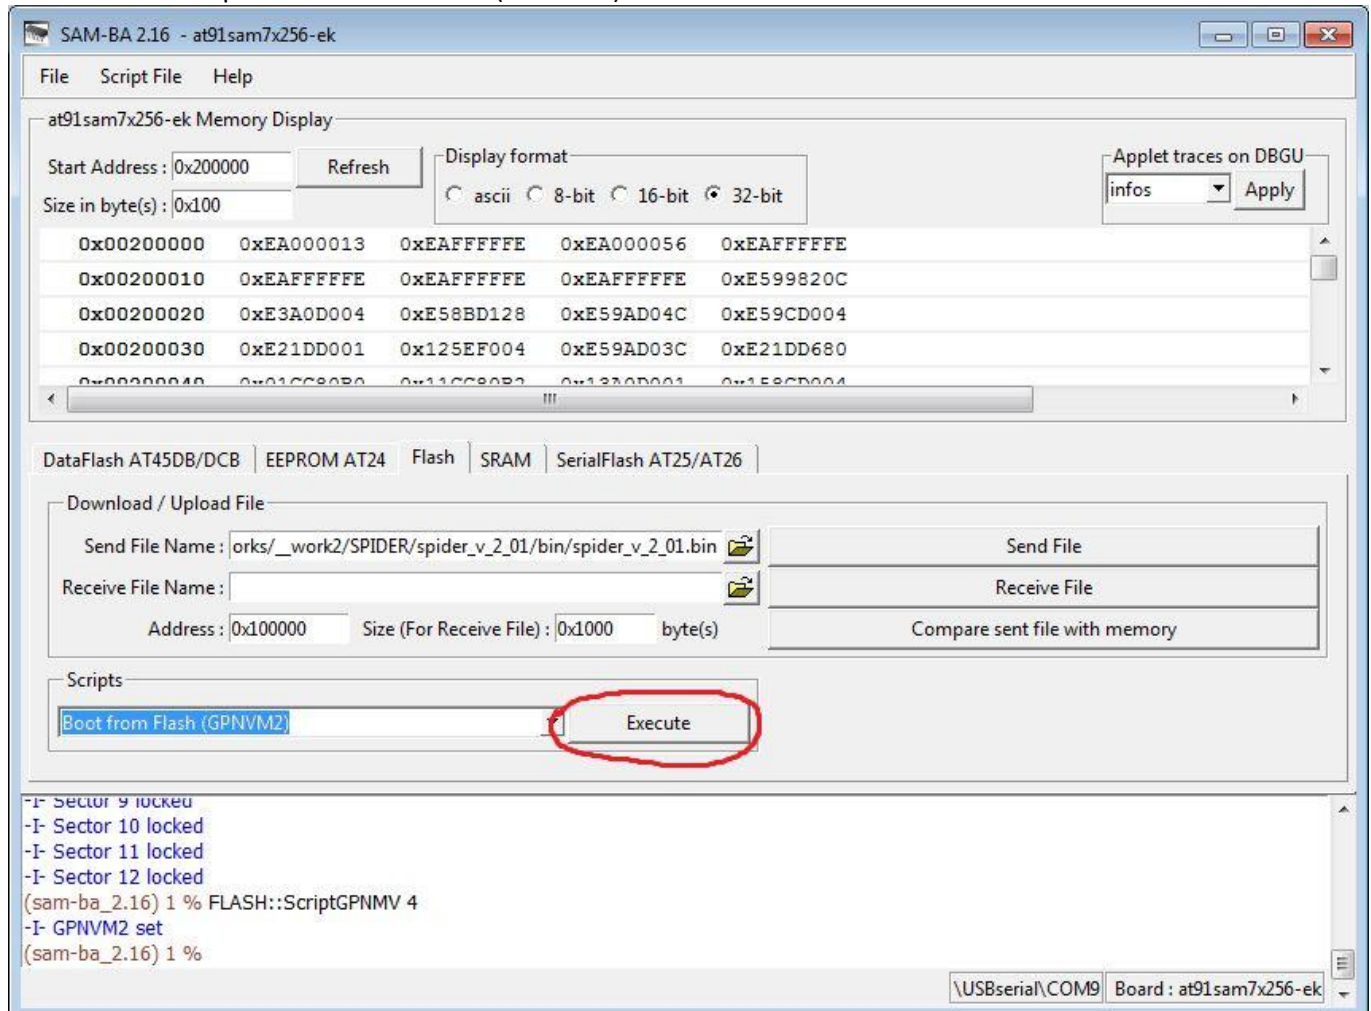 SAM-BA 2.16 - at91sam7x256-ek
File Script File Help
at91sam7x256-ek Memory Display
Start Address : 0x200000 Refresh
Size in byte(s) : 0x100
Display format
ascii 8-bit 16-bit 32-bit
Applet traces on DBGU
infos Apply
0x00200000 0xEA000013 0xEAFFFFFE 0xEA000056 0xEAFFFFFE
0x00200010 0xEAFFFFFE 0xEAFFFFFE 0xEAFFFFFE 0xE599820C
0x00200020 0xE3A0D004 0xE58BD128 0xE59AD04C 0xE59CD004
0x00200030 0xE21DD001 0x125EF004 0xE59AD03C 0xE21DD680
DataFlash AT45DB/DCB EEPROM AT24 Flash SRAM SerialFlash AT25/AT26
Download / Upload File
Send File Name : orks/__work2/SPIDER/spider_v_2_01/bin/spider_v_2_01.bin Send File
Receive File Name : Receive File
Address : 0x100000 Size (For Receive File) : 0x1000 byte(s) Compare sent file with memory
Scripts
Boot from Flash (GPNVM2) Execute
-I- Sector 9 locked
-I- Sector 10 locked
-I- Sector 11 locked
-I- Sector 12 locked
(sam-ba_2.16) 1 % FLASH::ScriptGPNMV 4
-I- GPNVM2 set
(sam-ba_2.16) 1 %
\USBserial\COM9 Board : at91sam7x256-ek